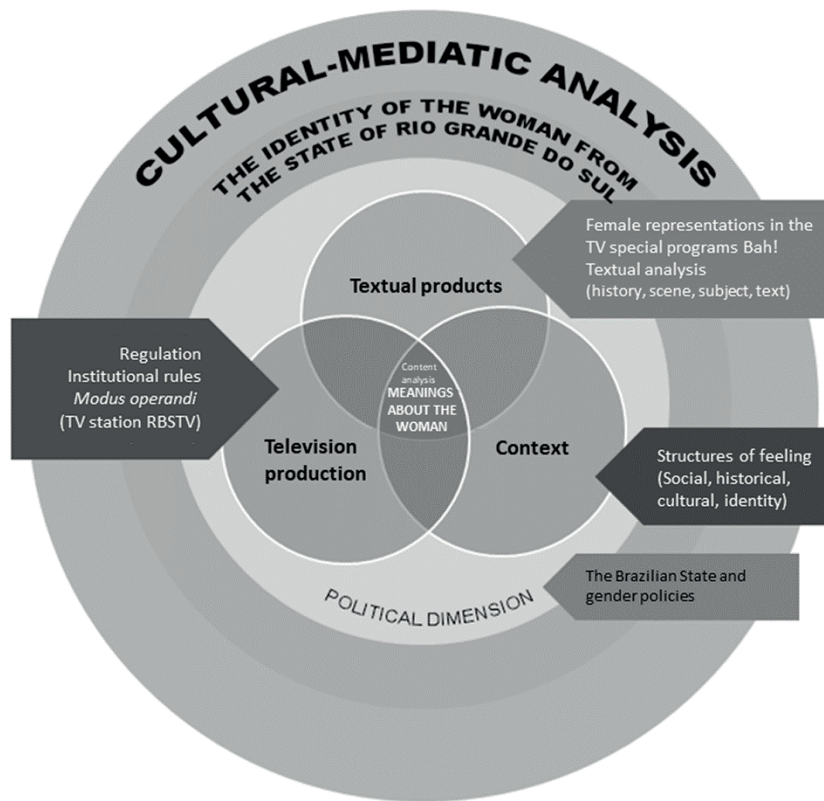 CULTURAL-MEDIATIC ANALYSIS
THE IDENTITY OF THE WOMAN FROM
THE STATE OF RIO GRANDE DO SUL
Female representations in the
TV special programs Bah!
Textual analysis
(history, scene, subject, text)
Textual products
Regulation
Institutional rules
Modus operandi
(TV station RBSTV)
Content
analysis
MEANINGS
ABOUT THE
WOMAN
Television
production
Context
Structures of feeling
(Social, historical,
cultural, identity)
The Brazilian State and
gender policies
POLITICAL DIMENSION